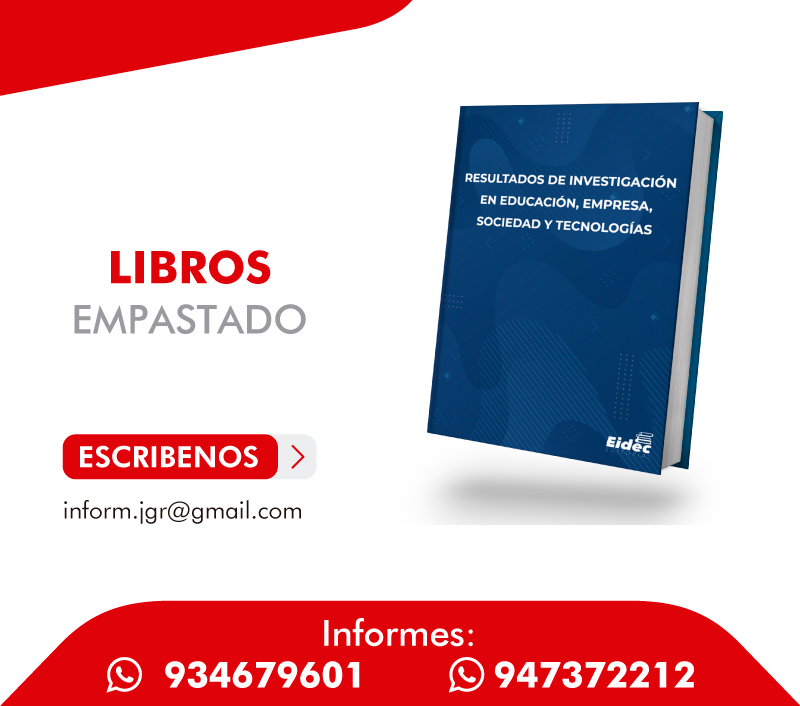 RESULTADOS DE INVESTIGACIÓN
EN EDUCACIÓN, EMPRESA,
SOCIEDAD Y TECNOLOGÍAS
Eidec
LIBROS
EMPASTADO
ESCRIBENOS
inform.jgr@gmail.com
Informes:
934679601
947372212